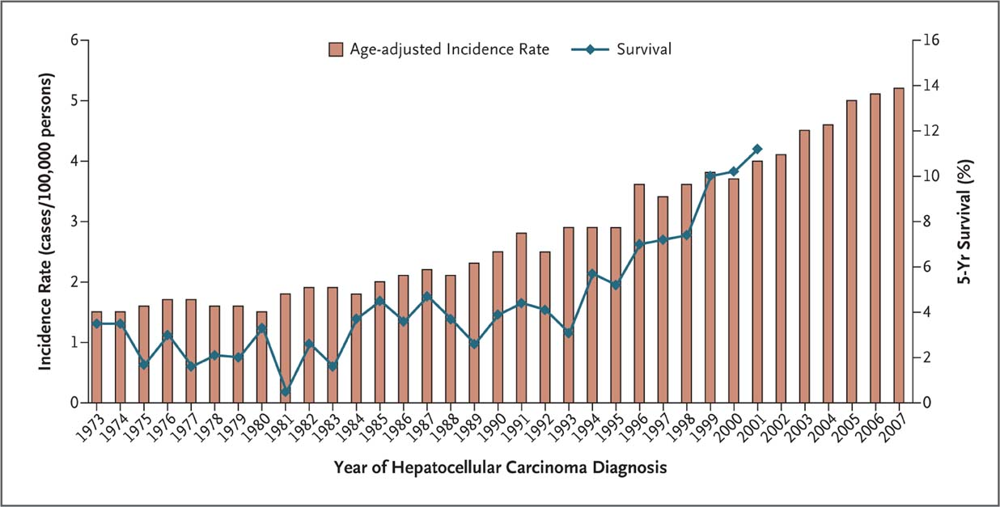 Age-adjusted Incidence Rate
Survival
Incidence Rate (cases/100,000 persons)
6
5
4
3
2
1
0
16
14
12
10
8
6
4
2
0
5-Yr Survival (%)
1973 1974 1975 1976 1977 1978 1979 1980 1981 1982 1983 1984 1985 1986 1987 1988 1989 1990 1991 1992 1993 1994 1995 1996 1997 1998 1999 2000 2001 2002 2003 2004 2005 2006 2007
Year of Hepatocellular Carcinoma Diagnosis